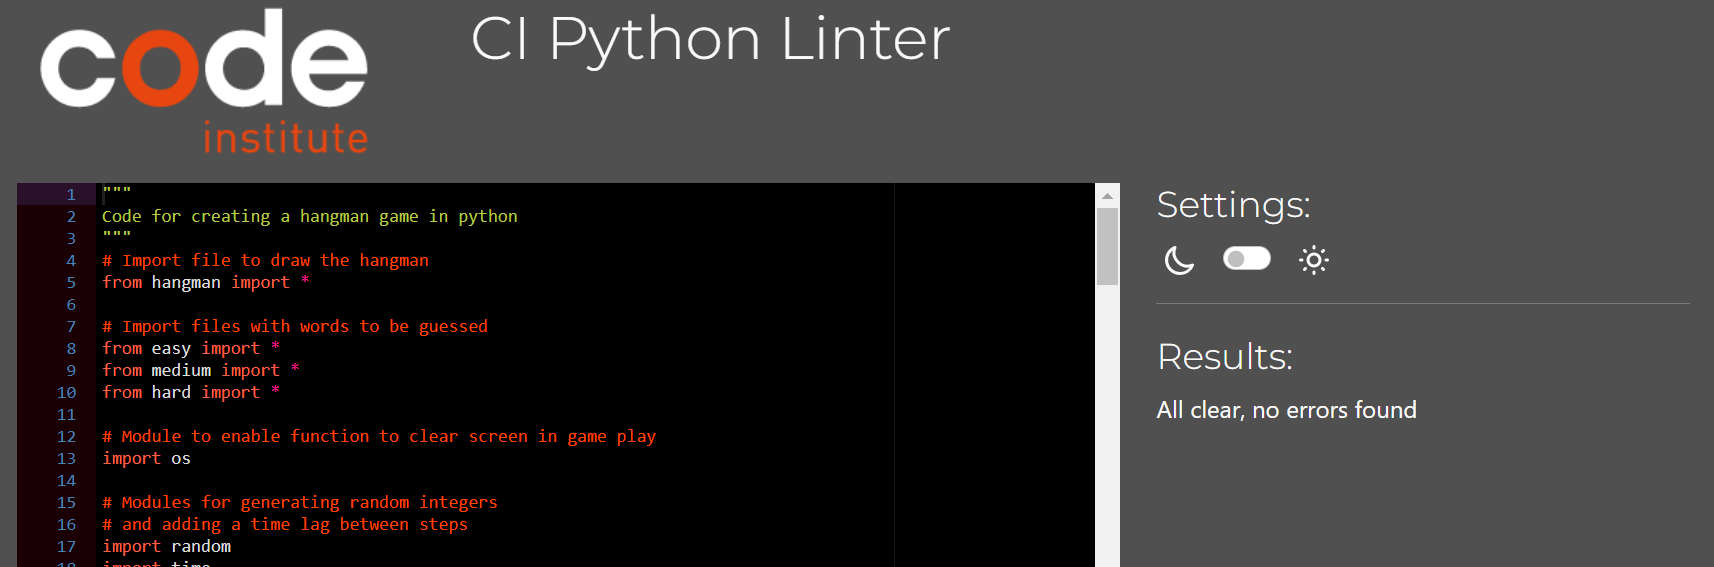 code
institute
CI Python Linter
1 """
2 Code for creating a hangman game in python
3 """
4 # Import file to draw the hangman
5 from hangman import *
6
7 # Import files with words to be guessed
8 from easy import *
9 from medium import *
10 from hard import *
11
12 # Module to enable function to clear screen in game play
13 import os
14
15 # Modules for generating random integers
16 # and adding a time lag between steps
17 import random
18 import time
Settings:
Results:
All clear, no errors found